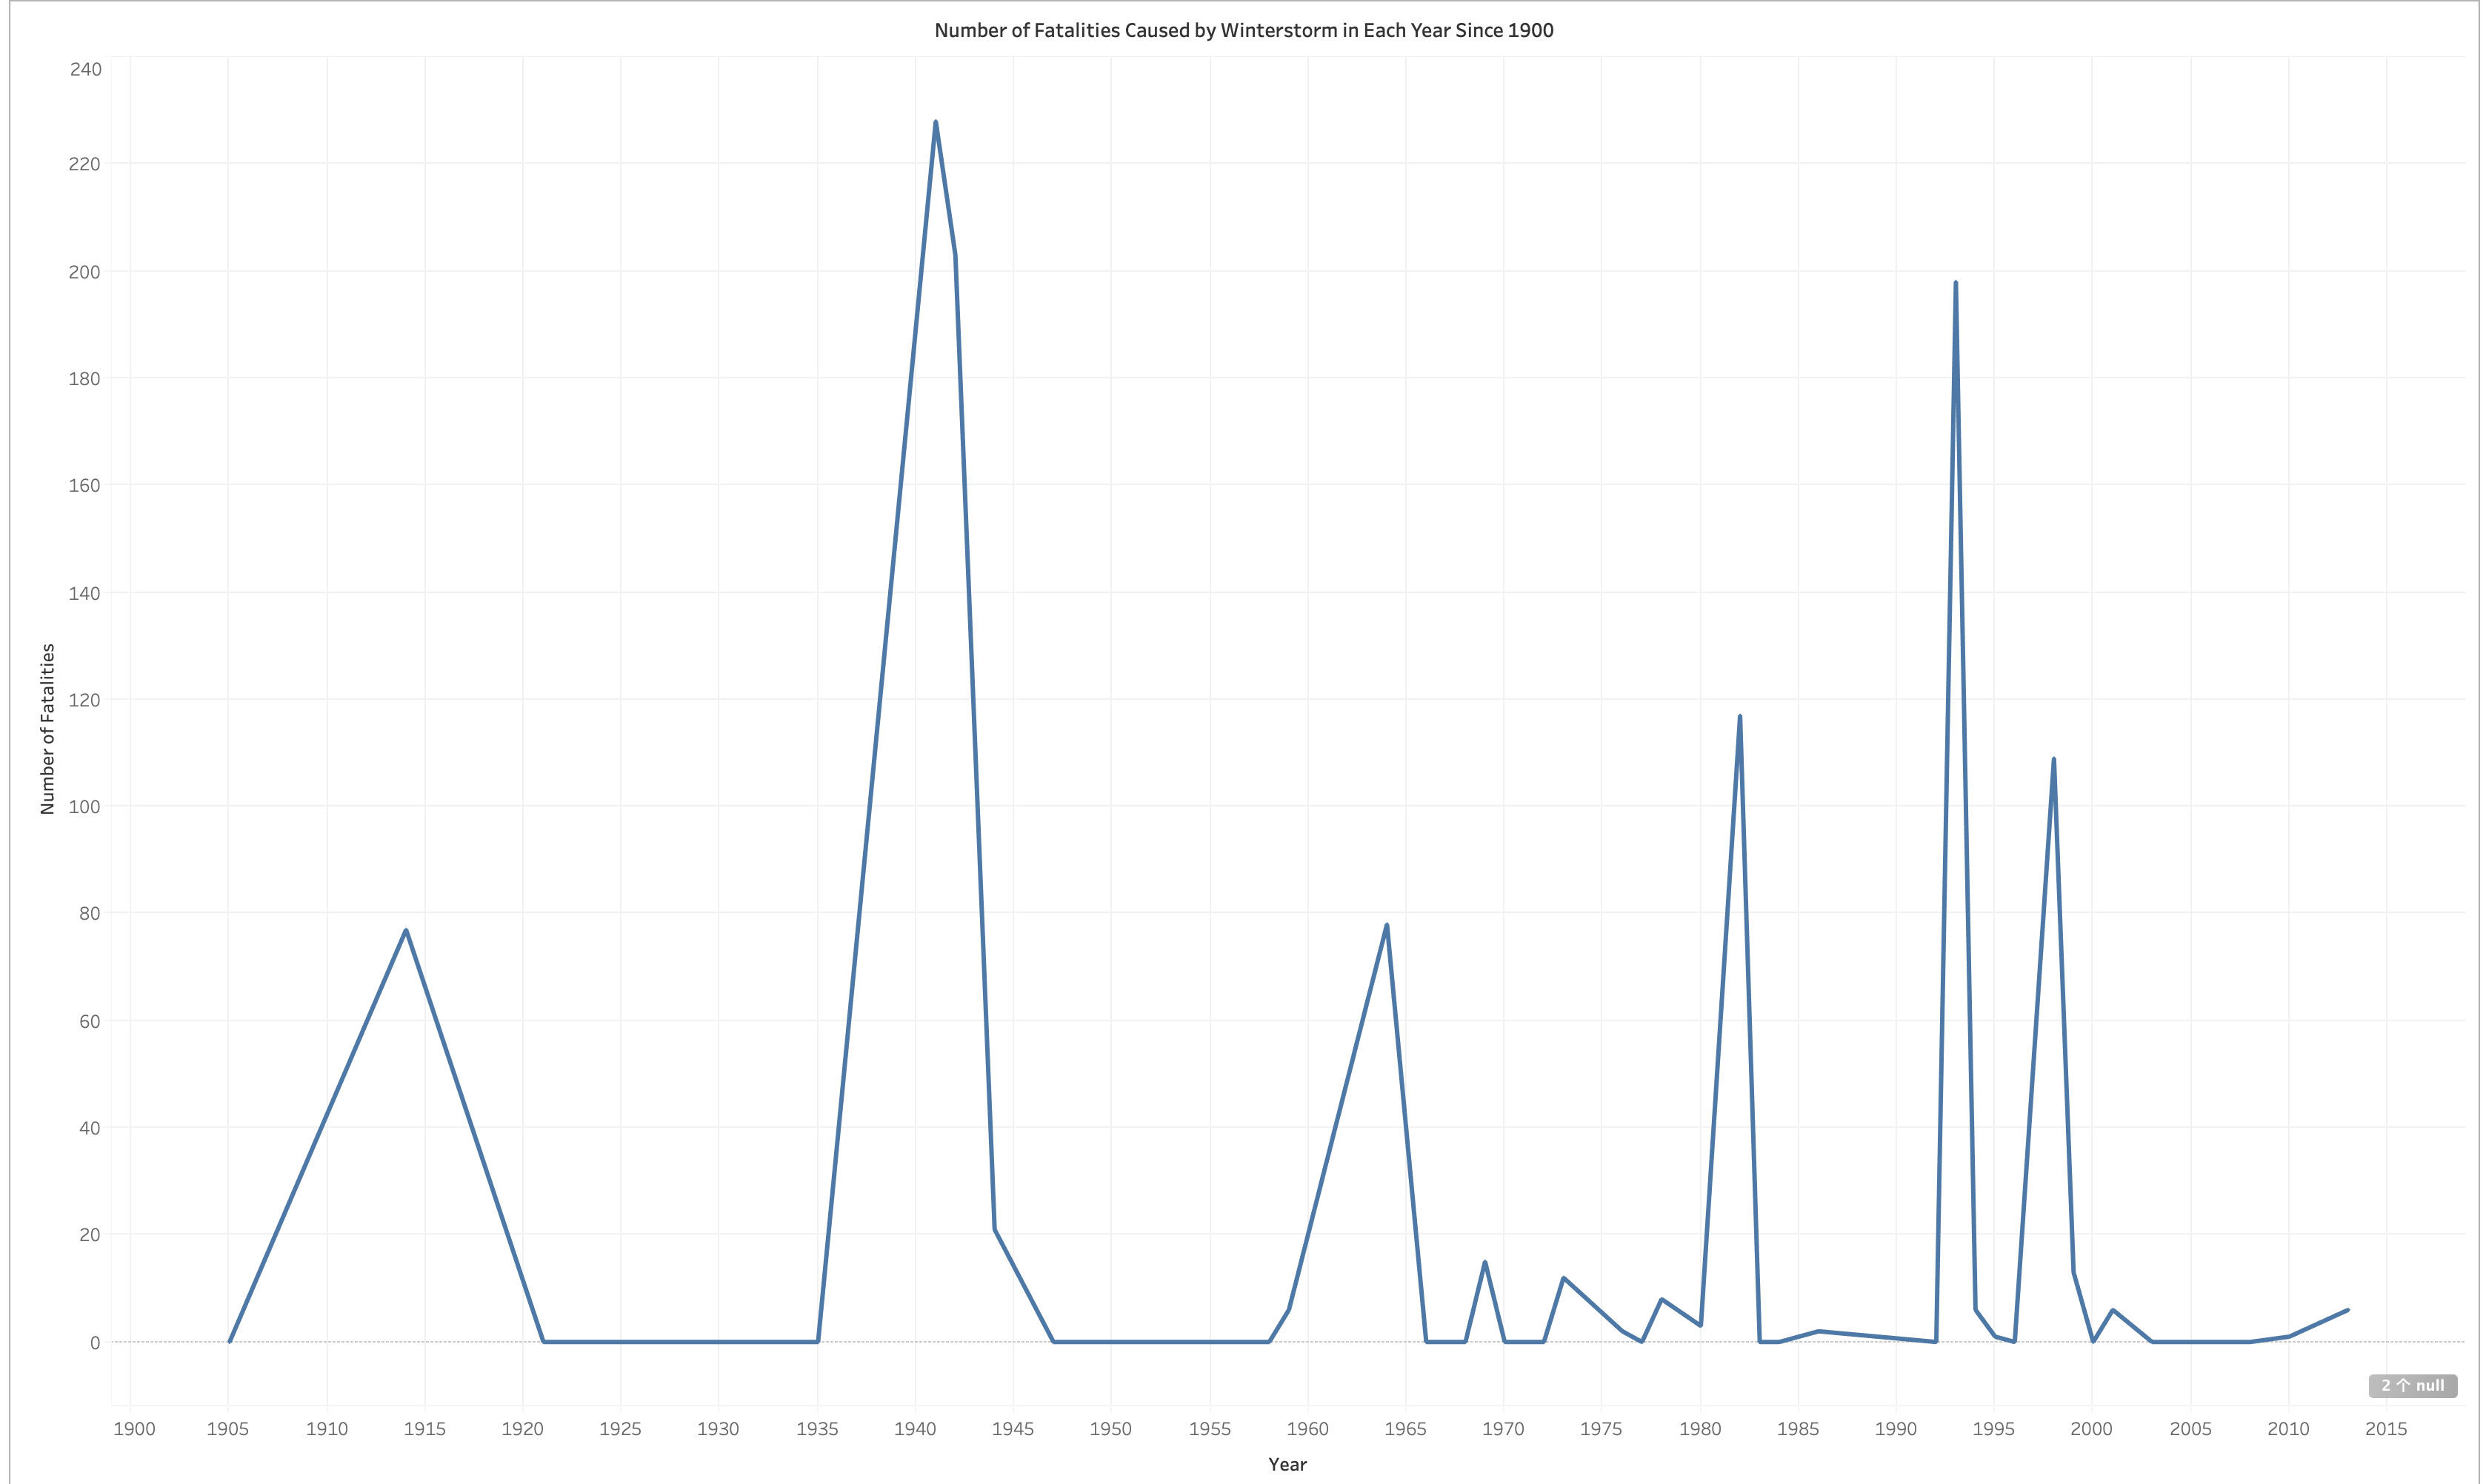 Number of Fatalities Caused by Winterstorm in Each Year Since 1900
240
220
200
180
160
140
120
100
80
60
40
20
0
Number of Fatalities
2 个 null
1900 1905 1910 1915 1920 1925 1930 1935 1940 1945 1950 1955 1960 1965 1970 1975 1980 1985 1990 1995 2000 2005 2010 2015
Year